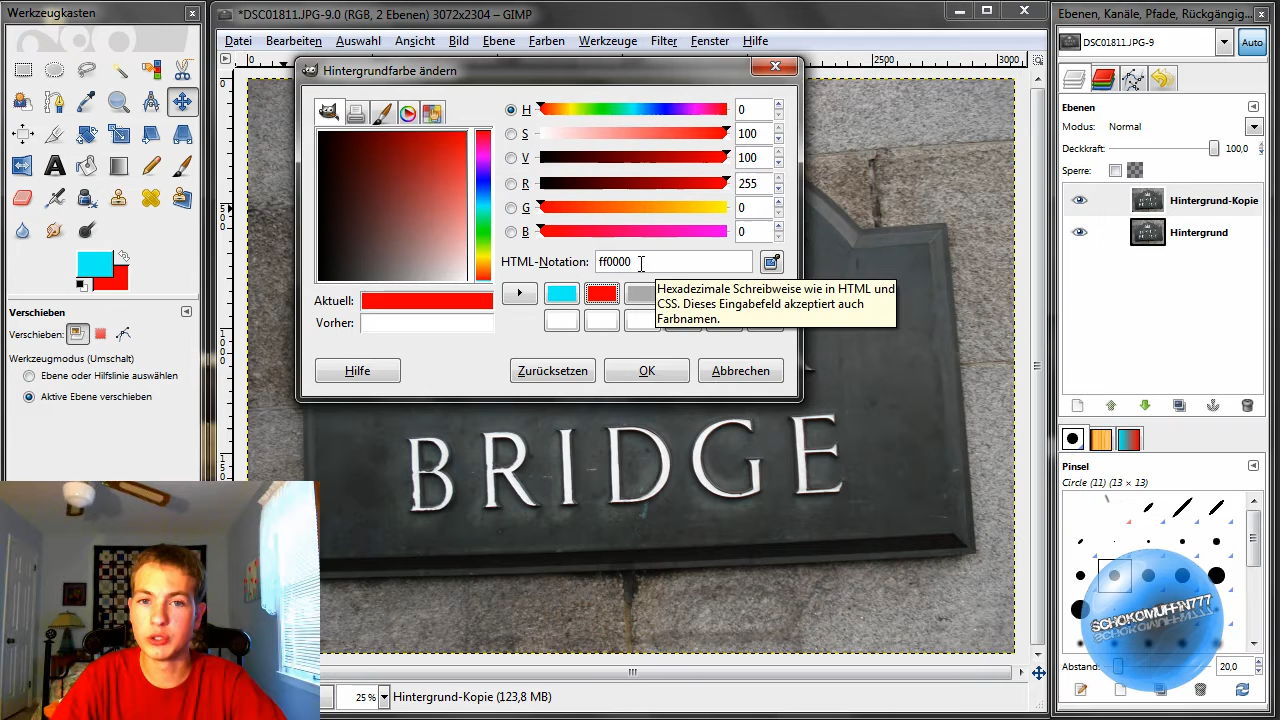 Werkzeugkasten
*DSC01811.JPG-9.0 (RGB, 2 Ebenen) 3072x2304 – GIMP
Ebenen, Kanäle, Pfade, Rückgängig...
Datei Bearbeiten Auswahl Ansicht Bild Ebene Farben Werkzeuge Filter Fenster Hilfe
DSC01811.JPG-9
Auto
0
2500
3000
Hintergrundfarbe ändern
H 0
S 100
V 100
R 255
G 0
B 0
HTML-Notation: ff0000
Hexadezimale Schreibweise wie in HTML und
CSS. Dieses Eingabefeld akzeptiert auch
Farbnamen.
Aktuell:
Vorher:
Hilfe
Zurücksetzen
OK
Abbrechen
Verschieben
Verschieben:
Werkzeugmodus (Umschalt)
Ebene oder Hilfslinie auswählen
Aktive Ebene verschieben
BRIDGE
Ebenen
Modus: Normal
Deckkraft: 100,0
Sperre:
Hintergrund-Kopie
Hintergrund
Pinsel
Circle (11) (13 × 13)
SCHOKOMUFFIN777
SCHOKOMUFFIN777
Abstand: 20,0
25 %
Hintergrund-Kopie (123,8 MB)